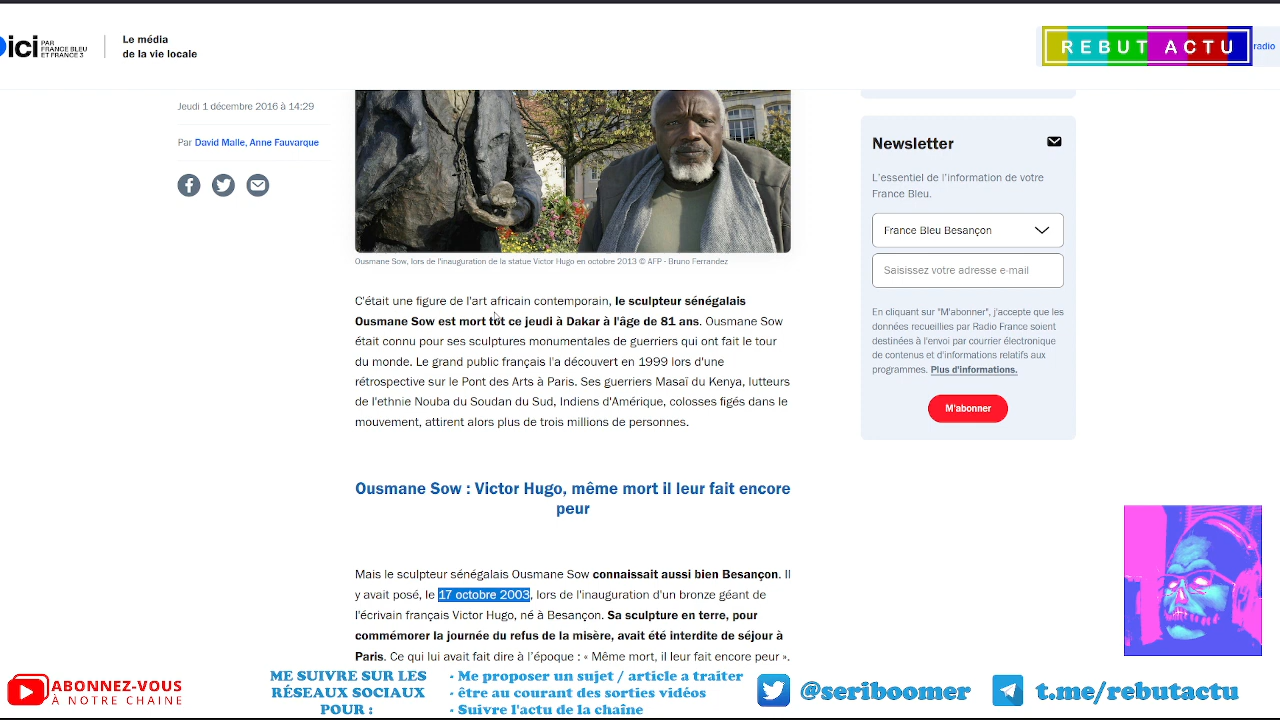 ici PAR FRANCE BLEU ET FRANCE 3
Le média
de la vie locale
REBUT ACTU
radio
Jeudi 1 décembre 2016 à 14:29
Par David Malle, Anne Fauvarque
Ousmane Sow, lors de l'inauguration de la statue Victor Hugo en octobre 2013 © AFP - Bruno Ferrandez
C'était une figure de l'art africain contemporain, le sculpteur sénégalais
Ousmane Sow est mort tôt ce jeudi à Dakar à l'âge de 81 ans. Ousmane Sow
était connu pour ses sculptures monumentales de guerriers qui ont fait le tour
du monde. Le grand public français l'a découvert en 1999 lors d'une
rétrospective sur le Pont des Arts à Paris. Ses guerriers Masaï du Kenya, lutteurs
de l'ethnie Nouba du Soudan du Sud, Indiens d'Amérique, colosses figés dans le
mouvement, attirent alors plus de trois millions de personnes.
Ousmane Sow : Victor Hugo, même mort il leur fait encore
peur
Mais le sculpteur sénégalais Ousmane Sow connaissait aussi bien Besançon. Il
y avait posé, le 17 octobre 2003, lors de l'inauguration d'un bronze géant de
l'écrivain français Victor Hugo, né à Besançon. Sa sculpture en terre, pour
commémorer la journée du refus de la misère, avait été interdite de séjour à
Paris. Ce qui lui avait fait dire à l'époque : « Même mort, il leur fait encore peur ».
Newsletter
L'essentiel de l'information de votre
France Bleu.
France Bleu Besançon
Saisissez votre adresse e-mail
En cliquant sur "M'abonner", j'accepte que les
données recueillies par Radio France soient
destinées à l'envoi par courrier électronique
de contenus et d'informations relatifs aux
programmes. Plus d'informations.
M'abonner
ABONNEZ-VOUS
À NOTRE CHAINE
ME SUIVRE SUR LES
RÉSEAUX SOCIAUX
POUR :
- Me proposer un sujet / article a traiter
- être au courant des sorties vidéos
- Suivre l'actu de la chaîne
@seriboomer
t.me/rebutactu